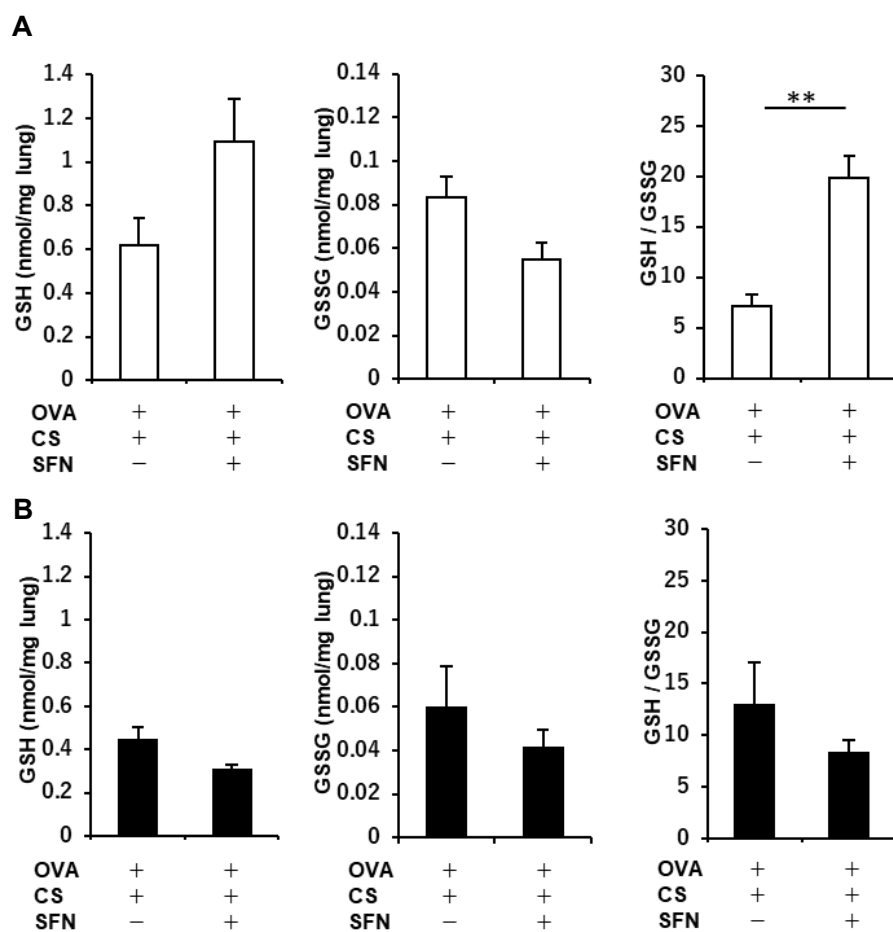 A
GSH (nmol/mg lung)
1.4
1.2
1
0.8
0.6
0.4
0.2
0
GSSG (nmol/mg lung)
0.14
0.12
0.1
0.08
0.06
0.04
0.02
0
GSH / GSSG
30
25
20
15
10
5
0
**
OVA + +
CS + +
SFN − +
OVA + +
CS + +
SFN − +
OVA + +
CS + +
SFN − +
B
GSH (nmol/mg lung)
1.4
1.2
1
0.8
0.6
0.4
0.2
0
GSSG (nmol/mg lung)
0.14
0.12
0.1
0.08
0.06
0.04
0.02
0
GSH / GSSG
30
25
20
15
10
5
0
OVA + +
CS + +
SFN − +
OVA + +
CS + +
SFN − +
OVA + +
CS + +
SFN − +